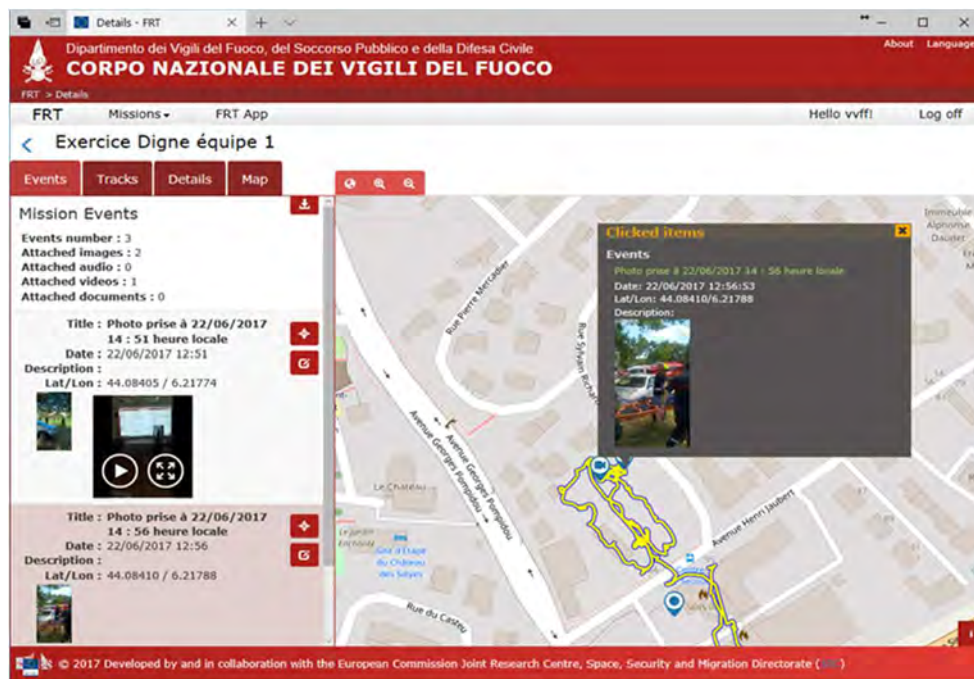 Details - FRT
Dipartimento dei Vigili del Fuoco, del Soccorso Pubblico e della Difesa Civile
CORPO NAZIONALE DEI VIGILI DEL FUOCO
About Language
FRT > Details
FRT Missions FRT App Hello vvff! Log off
Exercice Digne équipe 1
Events Tracks Details Map
Mission Events
Events number : 3
Attached images : 2
Attached audio : 0
Attached videos : 1
Attached documents : 0
Title : Photo prise à 22/06/2017
14 : 51 heure locale
Date : 22/06/2017 12:51
Description :
Lat/Lon : 44.08405 / 6.21774
Title : Photo prise à 22/06/2017
14 : 56 heure locale
Date : 22/06/2017 12:56
Description :
Lat/Lon : 44.08410 / 6.21788
Clicked items
Events
Photo prise à 22/06/2017 14 : 56 heure locale
Date: 22/06/2017 12:56:53
Lat/Lon: 44.08410/6.21788
Description:
Immeuble
Alphonse
Daudet
Rue Pierre Mercadier
Rue Sylvain Richard
Avenue Georges Pompidou
Avenue Georges Pompidou
Le Château
Le Jardin
Enchanté
Gîte d'Étape
du Château
des Sièyes
Avenue Henri Jaubert
Rue du Casteu
© 2017 Developed by and in collaboration with the European Commission Joint Research Centre, Space, Security and Migration Directorate (